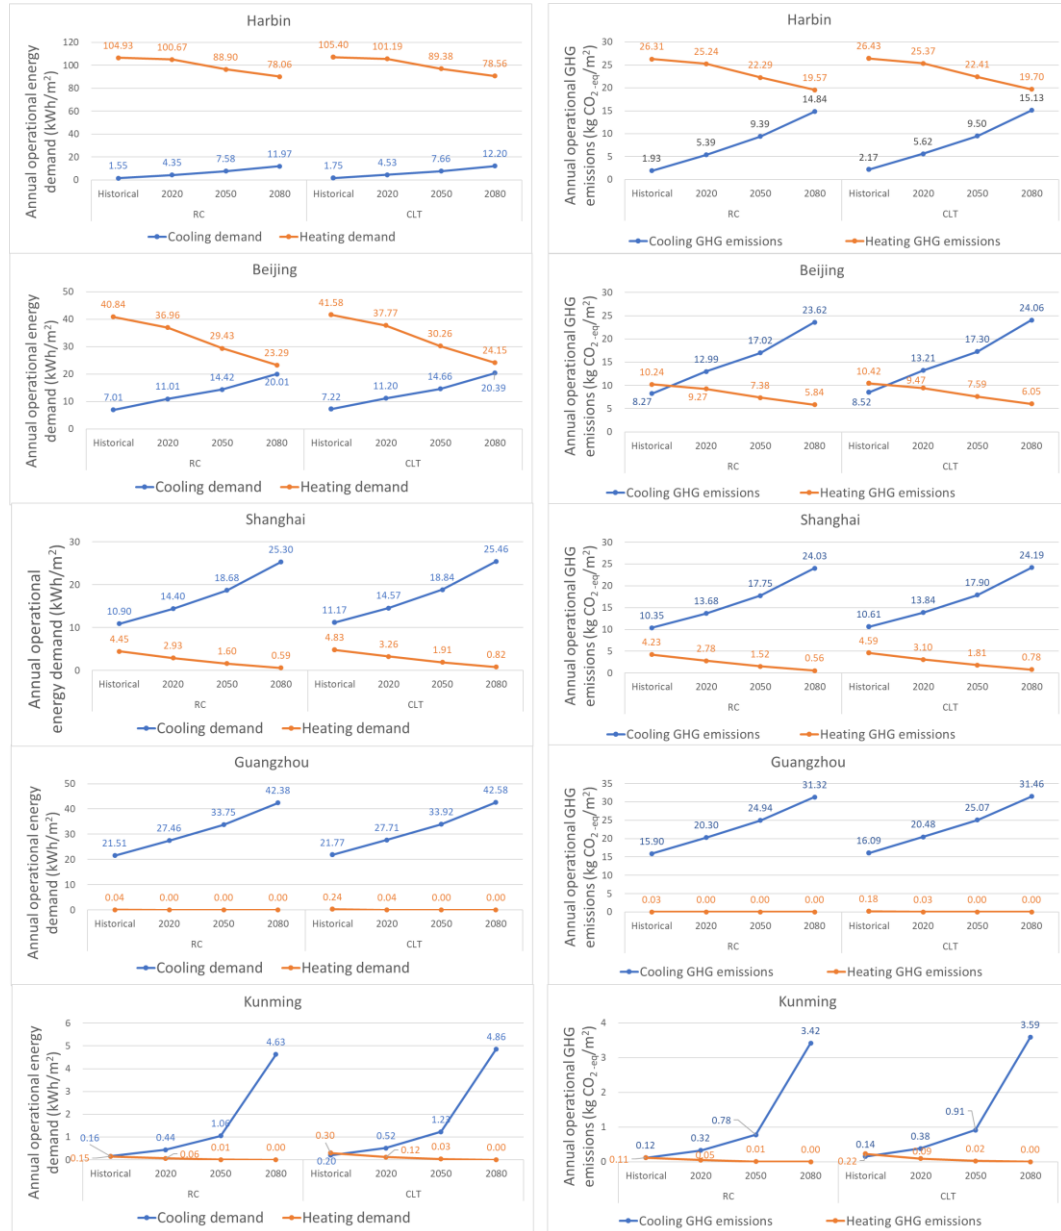 Harbin
Annual operational energy
demand (kWh/m²)
120
100
80
60
40
20
0
104.93 100.67 88.90 78.06 105.40 101.19 89.38 78.56
1.55 4.35 7.58 11.97 1.75 4.53 7.66 12.20
Historical 2020 2050 2080 Historical 2020 2050 2080
RC CLT
Cooling demand Heating demand
Harbin
Annual operational GHG
emissions (kg CO₂ -eq/m²)
30
25
20
15
10
5
0
26.31 25.24 22.29 19.57 26.43 25.37 22.41 19.70
1.93 5.39 9.39 14.84 2.17 5.62 9.50 15.13
Historical 2020 2050 2080 Historical 2020 2050 2080
RC CLT
Cooling GHG emissions Heating GHG emissions
Beijing
Annual operational energy
demand (kWh/m²)
50
40
30
20
10
0
40.84 36.96 29.43 23.29 41.58 37.77 30.26 24.15
7.01 11.01 14.42 20.01 7.22 11.20 14.66 20.39
Historical 2020 2050 2080 Historical 2020 2050 2080
RC CLT
Cooling demand Heating demand
Beijing
Annual operational GHG
emissions (kg CO₂ -eq/m²)
30
25
20
15
10
5
0
8.27 12.99 17.02 23.62 8.52 13.21 17.30 24.06
10.24 9.27 7.38 5.84 10.42 9.47 7.59 6.05
Historical 2020 2050 2080 Historical 2020 2050 2080
RC CLT
Cooling GHG emissions Heating GHG emissions
Shanghai
Annual operational
energy demand (kWh/m²)
30
20
10
0
10.90 14.40 18.68 25.30 11.17 14.57 18.84 25.46
4.45 2.93 1.60 0.59 4.83 3.26 1.91 0.82
Historical 2020 2050 2080 Historical 2020 2050 2080
RC CLT
Cooling demand Heating demand
Shanghai
Annual operational GHG
emissions (kg CO₂ -eq/m²)
30
25
20
15
10
5
0
10.35 13.68 17.75 24.03 10.61 13.84 17.90 24.19
4.23 2.78 1.52 0.56 4.59 3.10 1.81 0.78
Historical 2020 2050 2080 Historical 2020 2050 2080
RC CLT
Cooling GHG emissions Heating GHG emissions
Guangzhou
Annual operational energy
demand (kWh/m²)
50
40
30
20
10
0
21.51 27.46 33.75 42.38 21.77 27.71 33.92 42.58
0.04 0.00 0.00 0.00 0.24 0.04 0.00 0.00
Historical 2020 2050 2080 Historical 2020 2050 2080
RC CLT
Cooling demand Heating demand
Guangzhou
Annual operational GHG
emissions (kg CO₂ -eq/m²)
35
30
25
20
15
10
5
0
15.90 20.30 24.94 31.32 16.09 20.48 25.07 31.46
0.03 0.00 0.00 0.00 0.18 0.03 0.00 0.00
Historical 2020 2050 2080 Historical 2020 2050 2080
RC CLT
Cooling GHG emissions Heating GHG emissions
Kunming
Annual operational energy
demand (kWh/m²)
6
5
4
3
2
1
0
0.16 0.44 1.06 4.63 0.20 0.52 1.23 4.86
0.15 0.06 0.01 0.00 0.30 0.12 0.03 0.00
Historical 2020 2050 2080 Historical 2020 2050 2080
RC CLT
Cooling demand Heating demand
Kunming
Annual operational GHG
emissions (kg CO₂ -eq/m²)
4
3
2
1
0
0.12 0.32 0.78 3.42 0.14 0.38 0.91 3.59
0.11 0.05 0.01 0.00 0.22 0.09 0.02 0.00
Historical 2020 2050 2080 Historical 2020 2050 2080
RC CLT
Cooling GHG emissions Heating GHG emissions